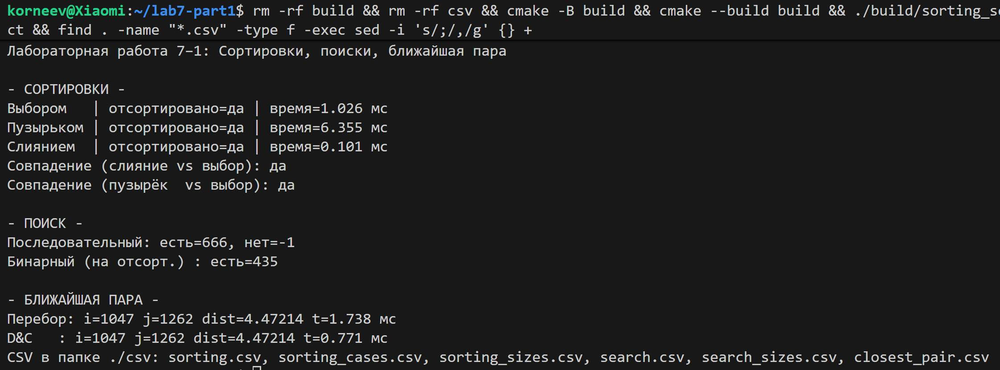 korneev@Xiaomi:~/lab7-part1$ rm -rf build && rm -rf csv && cmake -B build && cmake --build build && ./build/sorting_s
ct && find . -name "*.csv" -type f -exec sed -i 's/;/,/g' {} +
Лабораторная работа 7–1: Сортировки, поиски, ближайшая пара
- СОРТИРОВКИ -
Выбором   | отсортировано=да | время=1.026 мс
Пузырьком | отсортировано=да | время=6.355 мс
Слиянием  | отсортировано=да | время=0.101 мс
Совпадение (слияние vs выбор): да
Совпадение (пузырёк  vs выбор): да
- ПОИСК -
Последовательный: есть=666, нет=-1
Бинарный (на отсорт.) : есть=435
- БЛИЖАЙШАЯ ПАРА -
Перебор: i=1047 j=1262 dist=4.47214 t=1.738 мс
D&C   : i=1047 j=1262 dist=4.47214 t=0.771 мс
CSV в папке ./csv: sorting.csv, sorting_cases.csv, sorting_sizes.csv, search.csv, search_sizes.csv, closest_pair.csv